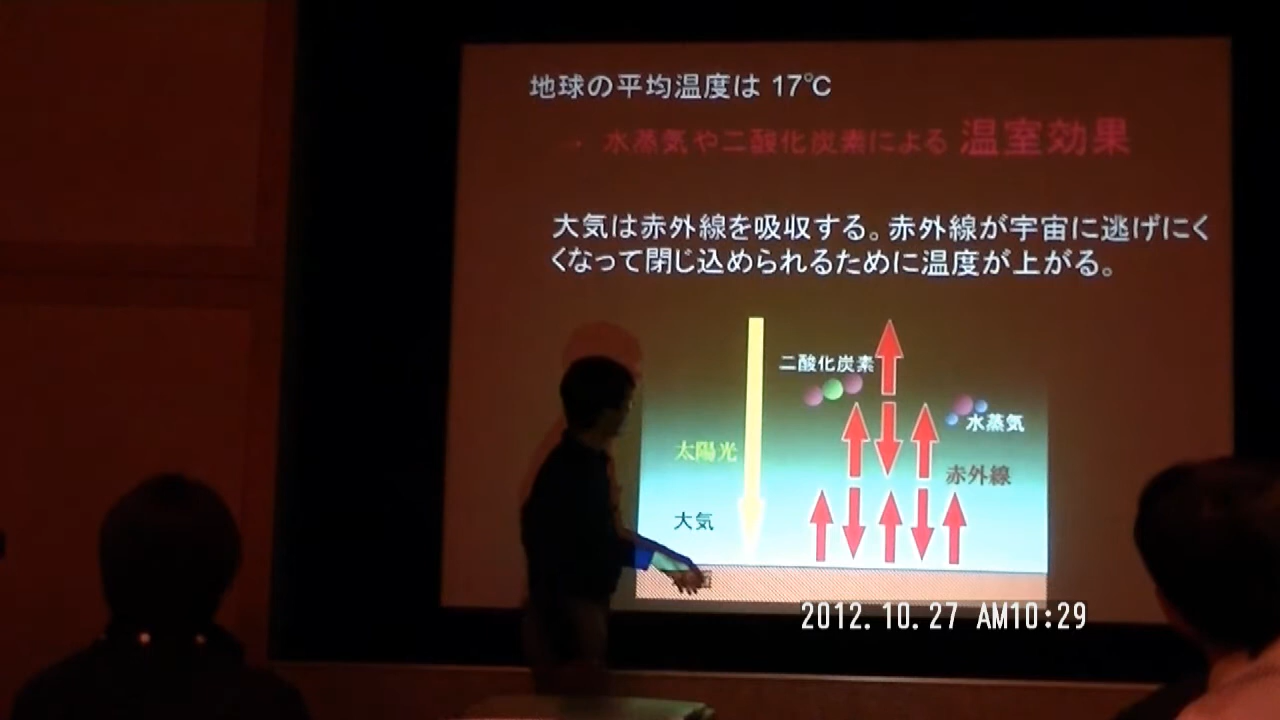 地球の平均温度は 17℃
→ 水蒸気や二酸化炭素による 温室効果
大気は赤外線を吸収する。赤外線が宇宙に逃げにく
くなって閉じ込められるために温度が上がる。
二酸化炭素
水蒸気
太陽光
赤外線
大気
2012.10.27 AM10:29